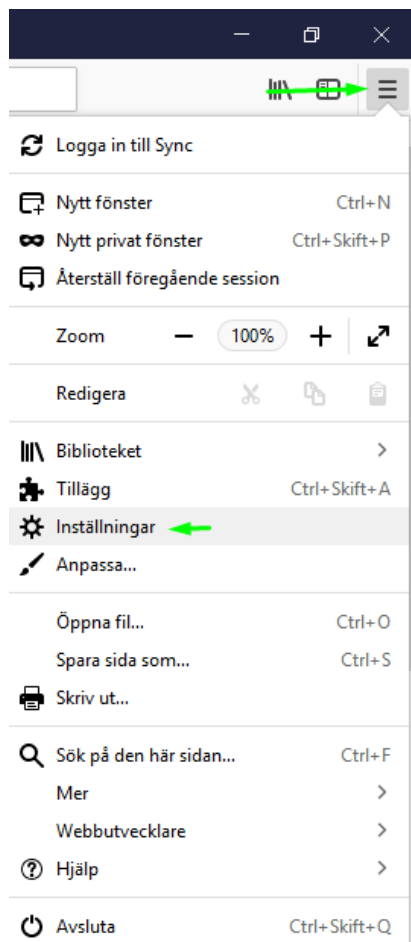 Logga in till Sync
Nytt fönster Ctrl+N
Nytt privat fönster Ctrl+Skift+P
Återställ föregående session
Zoom 100%
Redigera
Biblioteket
Tillägg Ctrl+Skift+A
Inställningar
Anpassa...
Öppna fil... Ctrl+O
Spara sida som... Ctrl+S
Skriv ut...
Sök på den här sidan... Ctrl+F
Mer
Webbutvecklare
Hjälp
Avsluta Ctrl+Skift+Q